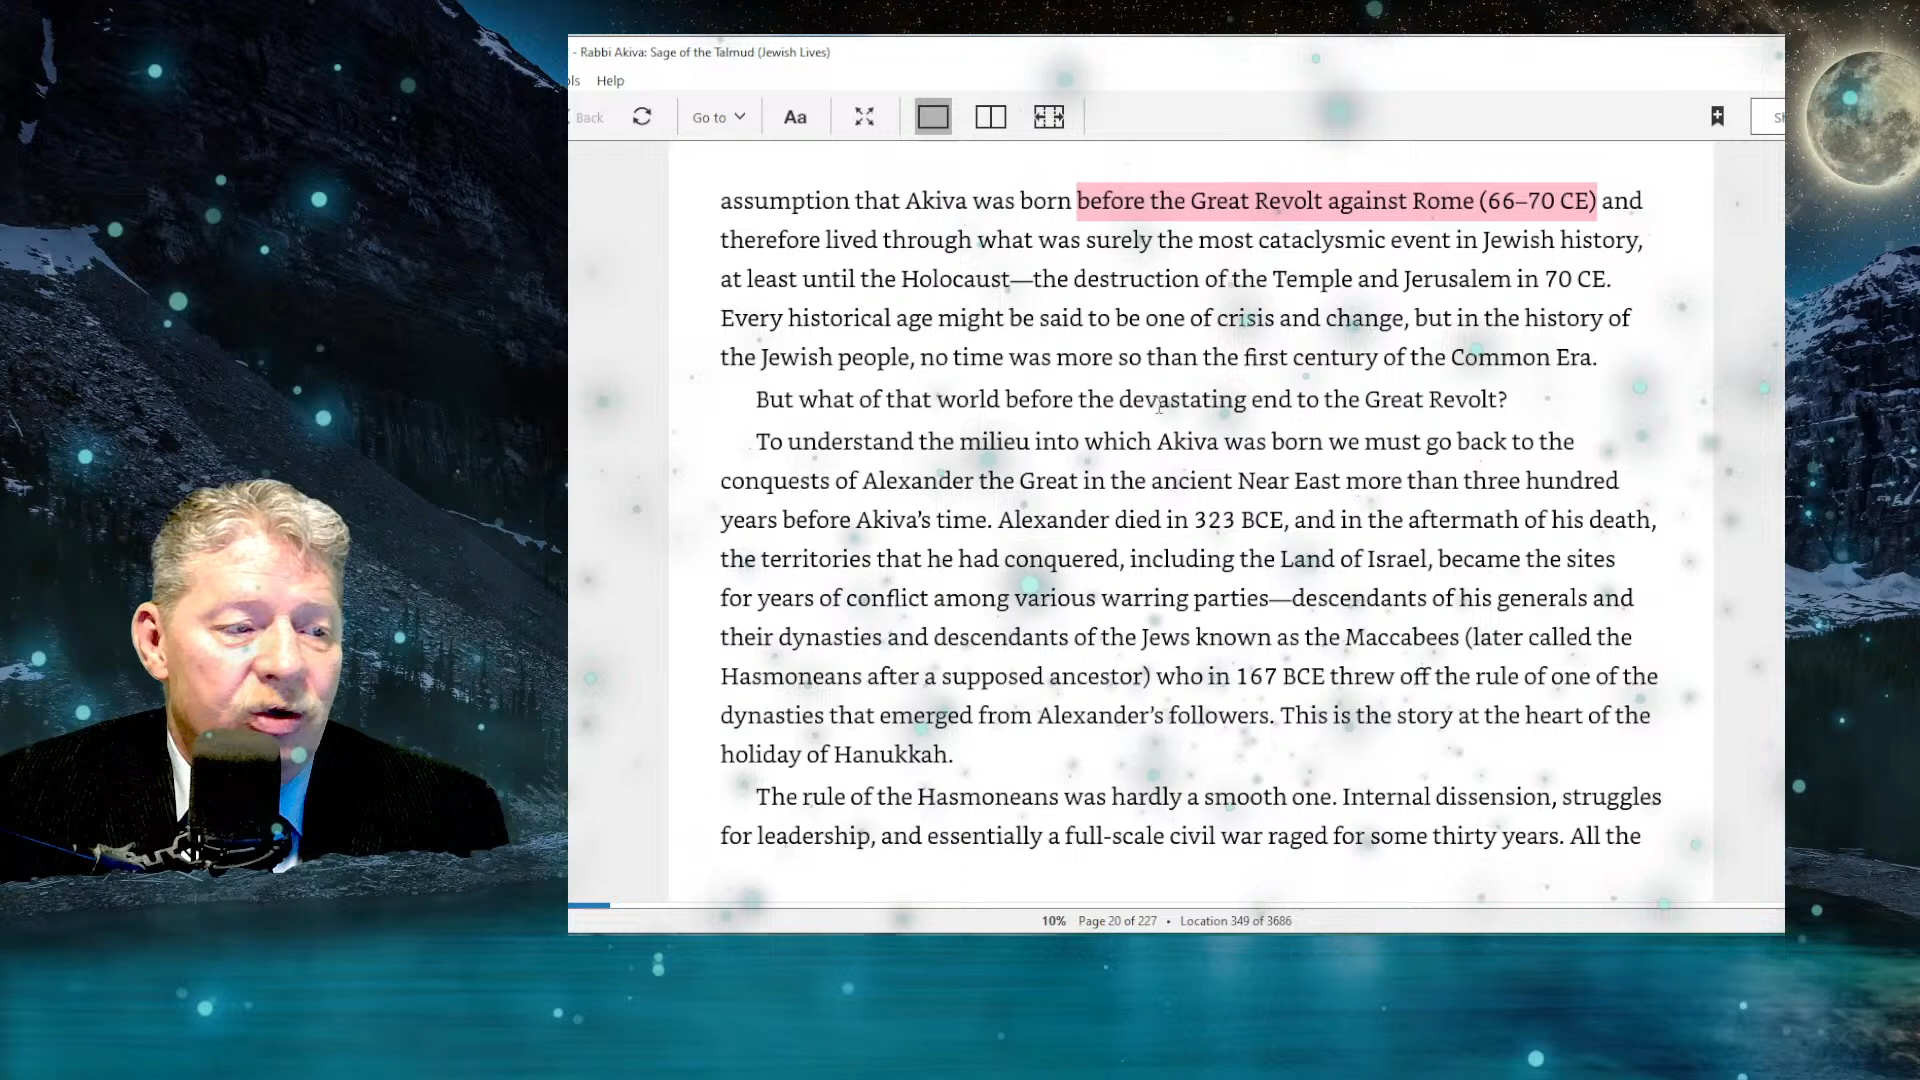 - Rabbi Akiva: Sage of the Talmud (Jewish Lives)
Help
Back
Go to
Aa
assumption that Akiva was born before the Great Revolt against Rome (66–70 CE) and
therefore lived through what was surely the most cataclysmic event in Jewish history,
at least until the Holocaust—the destruction of the Temple and Jerusalem in 70 CE.
Every historical age might be said to be one of crisis and change, but in the history of
the Jewish people, no time was more so than the first century of the Common Era.
But what of that world before the devastating end to the Great Revolt?
To understand the milieu into which Akiva was born we must go back to the
conquests of Alexander the Great in the ancient Near East more than three hundred
years before Akiva’s time. Alexander died in 323 BCE, and in the aftermath of his death,
the territories that he had conquered, including the Land of Israel, became the sites
for years of conflict among various warring parties—descendants of his generals and
their dynasties and descendants of the Jews known as the Maccabees (later called the
Hasmoneans after a supposed ancestor) who in 167 BCE threw off the rule of one of the
dynasties that emerged from Alexander’s followers. This is the story at the heart of the
holiday of Hanukkah.
The rule of the Hasmoneans was hardly a smooth one. Internal dissension, struggles
for leadership, and essentially a full-scale civil war raged for some thirty years. All the
10% Page 20 of 227 • Location 349 of 3686